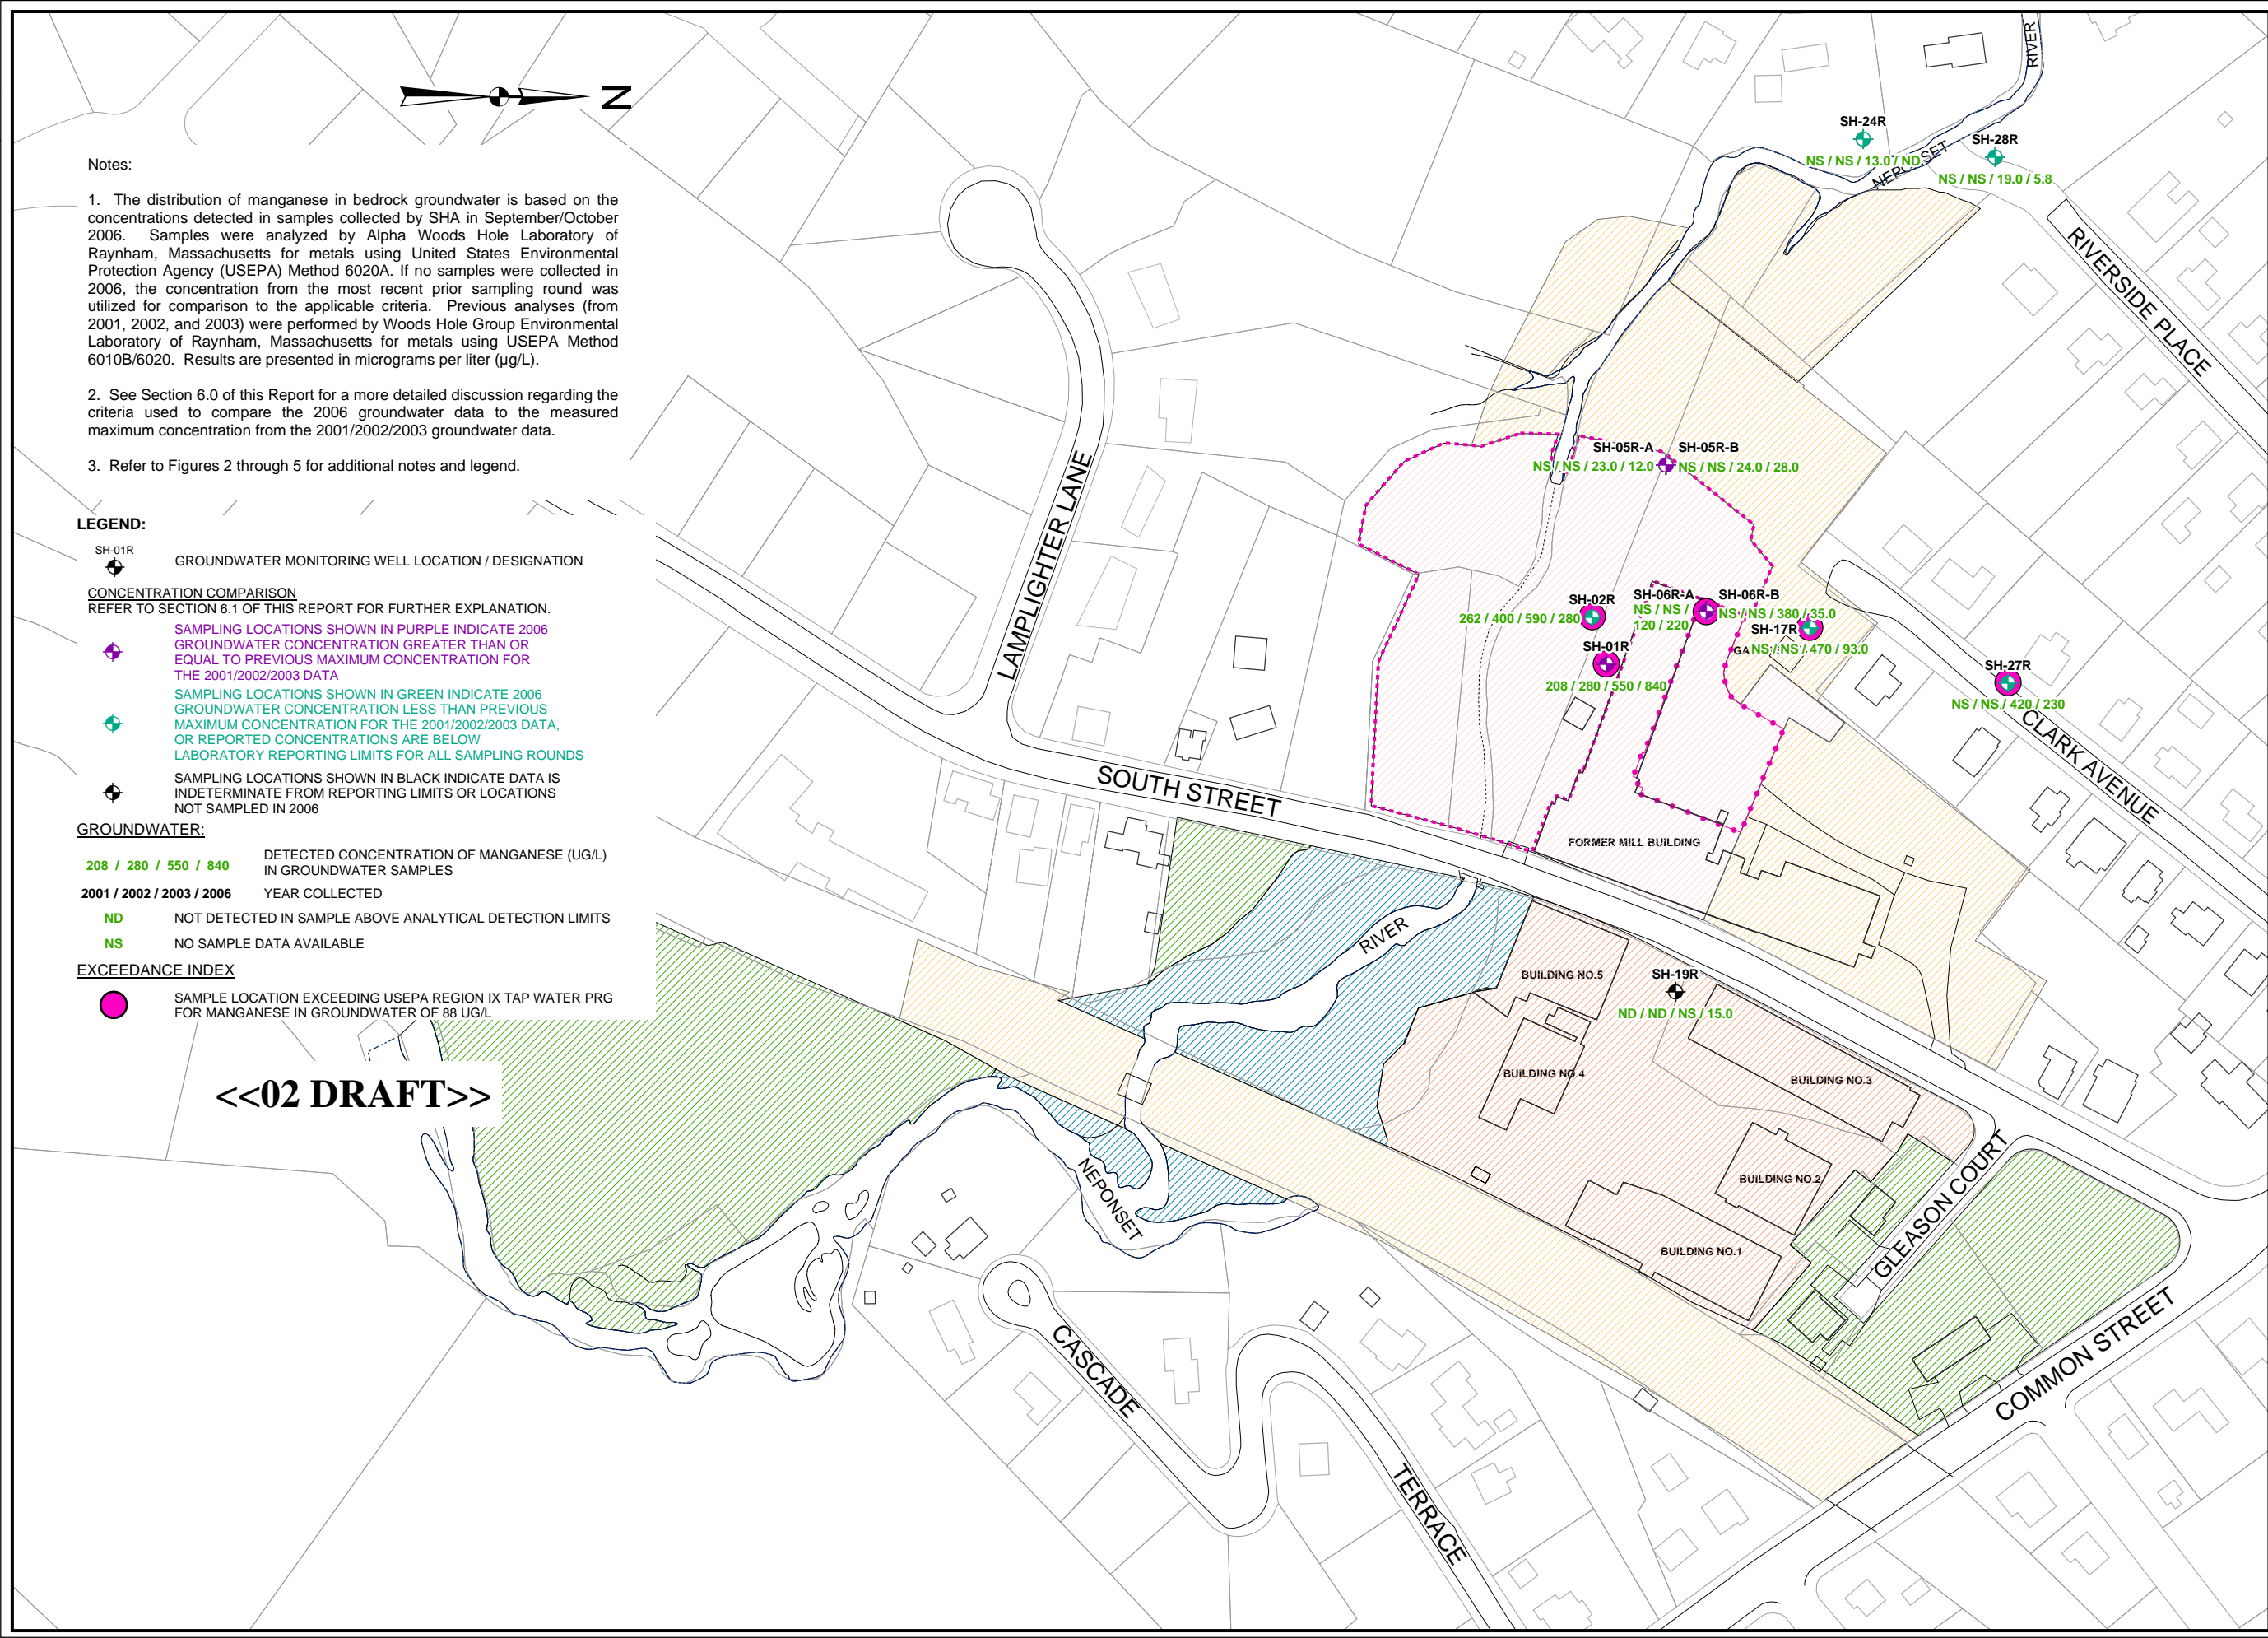 N
Notes:
1. The distribution of manganese in bedrock groundwater is based on the
concentrations detected in samples collected by SHA in September/October
2006. Samples were analyzed by Alpha Woods Hole Laboratory of
Raynham, Massachusetts for metals using United States Environmental
Protection Agency (USEPA) Method 6020A. If no samples were collected in
2006, the concentration from the most recent prior sampling round was
utilized for comparison to the applicable criteria. Previous analyses (from
2001, 2002, and 2003) were performed by Woods Hole Group Environmental
Laboratory of Raynham, Massachusetts for metals using USEPA Method
6010B/6020. Results are presented in micrograms per liter (µg/L).
2. See Section 6.0 of this Report for a more detailed discussion regarding the
criteria used to compare the 2006 groundwater data to the measured
maximum concentration from the 2001/2002/2003 groundwater data.
3. Refer to Figures 2 through 5 for additional notes and legend.
LEGEND:
SH-01R
GROUNDWATER MONITORING WELL LOCATION / DESIGNATION
CONCENTRATION COMPARISON
REFER TO SECTION 6.1 OF THIS REPORT FOR FURTHER EXPLANATION.
SAMPLING LOCATIONS SHOWN IN PURPLE INDICATE 2006
GROUNDWATER CONCENTRATION GREATER THAN OR
EQUAL TO PREVIOUS MAXIMUM CONCENTRATION FOR
THE 2001/2002/2003 DATA
SAMPLING LOCATIONS SHOWN IN GREEN INDICATE 2006
GROUNDWATER CONCENTRATION LESS THAN PREVIOUS
MAXIMUM CONCENTRATION FOR THE 2001/2002/2003 DATA,
OR REPORTED CONCENTRATIONS ARE BELOW
LABORATORY REPORTING LIMITS FOR ALL SAMPLING ROUNDS
SAMPLING LOCATIONS SHOWN IN BLACK INDICATE DATA IS
INDETERMINATE FROM REPORTING LIMITS OR LOCATIONS
NOT SAMPLED IN 2006
GROUNDWATER:
208 / 280 / 550 / 840 DETECTED CONCENTRATION OF MANGANESE (UG/L)
IN GROUNDWATER SAMPLES
2001 / 2002 / 2003 / 2006 YEAR COLLECTED
ND NOT DETECTED IN SAMPLE ABOVE ANALYTICAL DETECTION LIMITS
NS NO SAMPLE DATA AVAILABLE
EXCEEDANCE INDEX
SAMPLE LOCATION EXCEEDING USEPA REGION IX TAP WATER PRG
FOR MANGANESE IN GROUNDWATER OF 88 UG/L
<<02 DRAFT>>
RIVER
SH-24R
NS / NS / 13.0 / ND
NEPONSET
SH-28R
NS / NS / 19.0 / 5.8
RIVERSIDE PLACE
LAMPLIGHTER LANE
SH-05R-A
NS / NS / 23.0 / 12.0
SH-05R-B
NS / NS / 24.0 / 28.0
SH-02R
262 / 400 / 590 / 280
SH-06R-A
NS / NS /
120 / 220
SH-06R-B
NS / NS / 380 / 35.0
SH-17R
NS / NS / 470 / 93.0
SH-01R
208 / 280 / 550 / 840
SH-27R
NS / NS / 420 / 230
CLARK AVENUE
SOUTH STREET
FORMER MILL BUILDING
RIVER
BUILDING NO.5
SH-19R
ND / ND / NS / 15.0
BUILDING NO.4
BUILDING NO.3
BUILDING NO.2
BUILDING NO.1
NEPONSET
GLEASON COURT
COMMON STREET
CASCADE
TERRACE